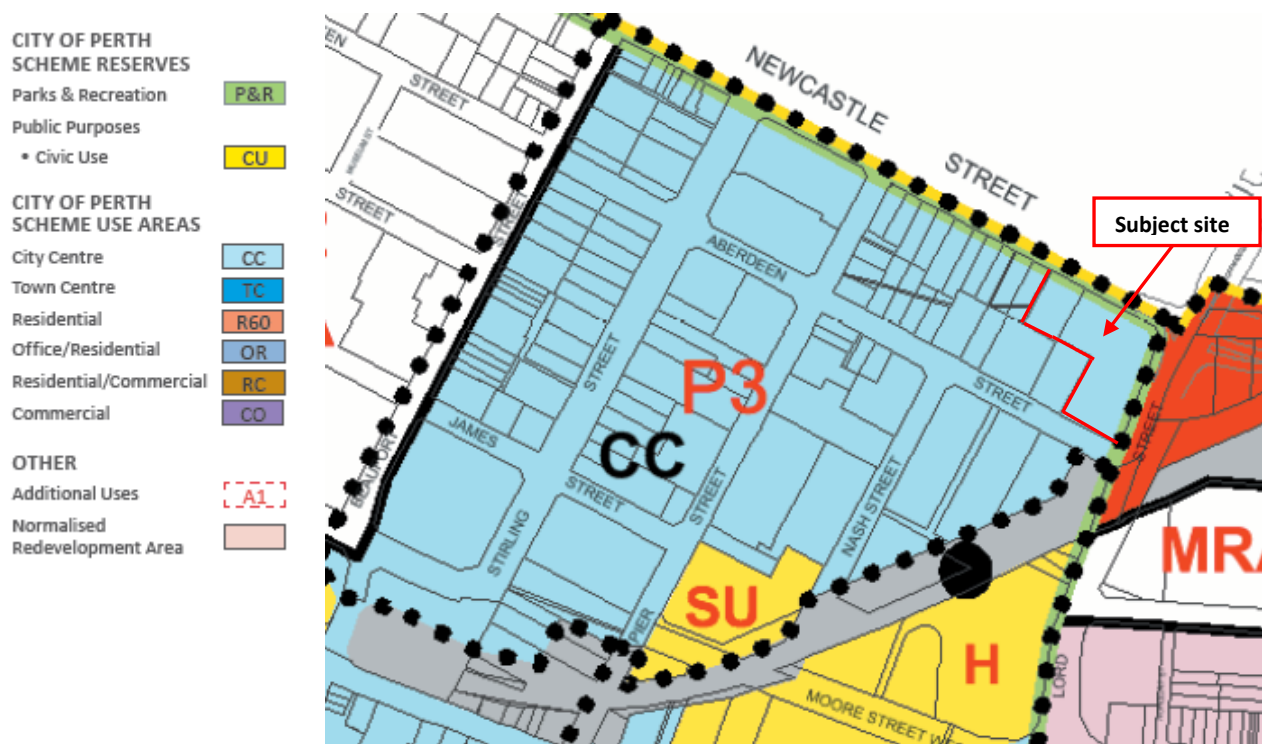 CITY OF PERTH
SCHEME RESERVES
Parks & Recreation
P&R
Public Purposes
• Civic Use
CU
CITY OF PERTH
SCHEME USE AREAS
City Centre
CC
Town Centre
TC
Residential
R60
Office/Residential
OR
Residential/Commercial
RC
Commercial
CO
OTHER
Additional Uses
A1
Normalised
Redevelopment Area
NEWCASTLE
STREET
STREET
MUSEUM ST
STREET
STREET
Subject site
ABERDEEN
STREET
STREET
STREET
P3
CC
JAMES
STREET
BEAUFORT
STREET
NASH STREET
STIRLING
MRA
SU
PIER
H
LORD
MOORE STREET